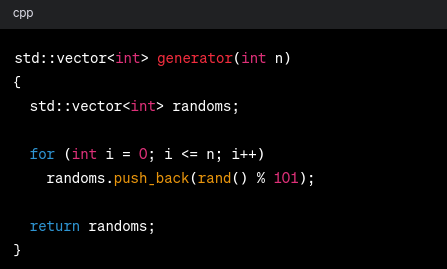 cpp
std::vector<int> generator(int n)
{
  std::vector<int> randoms;
  for (int i = 0; i <= n; i++)
    randoms.push_back(rand() % 101);
  return randoms;
}